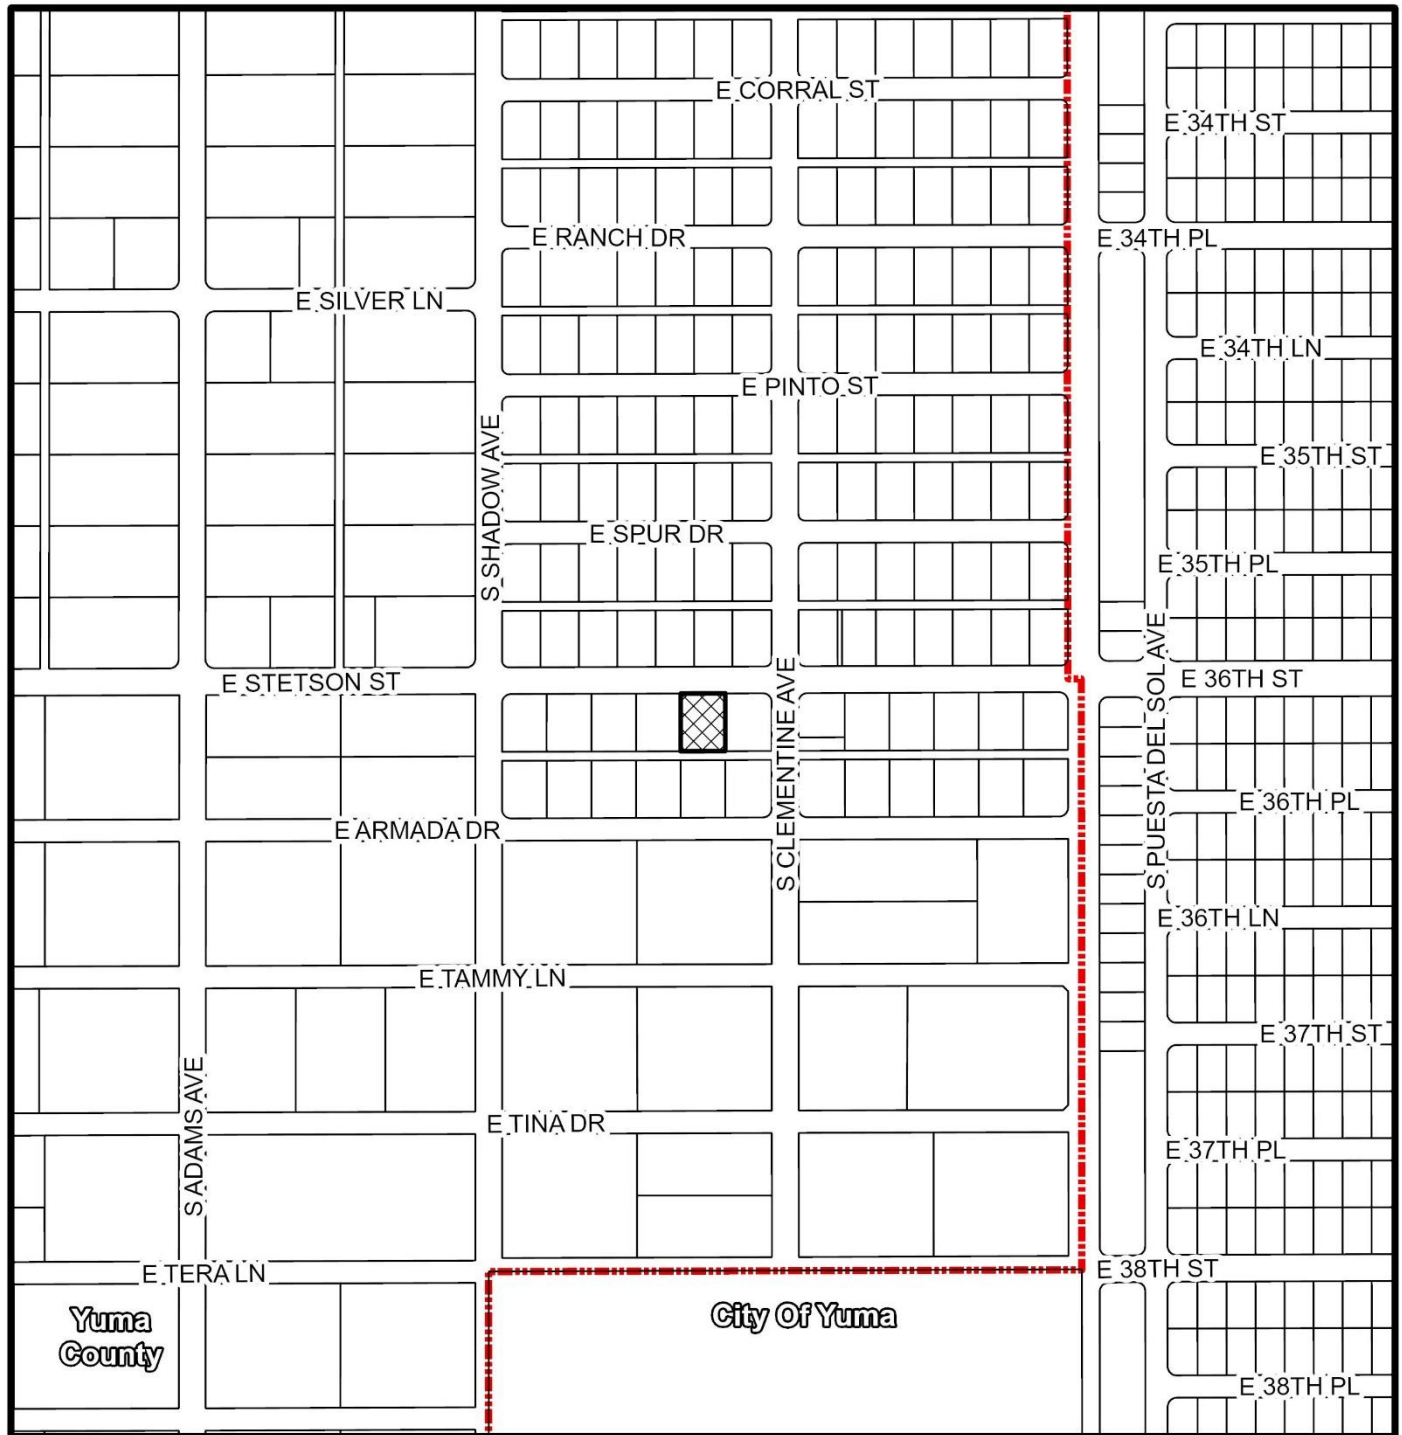 E CORRAL ST
E 34TH ST
E RANCH DR
E 34TH PL
E SILVER LN
E 34TH LN
E PINTO ST
S SHADOW AVE
E 35TH ST
E SPUR DR
E 35TH PL
E STETSON ST
S CLEMENTINE AVE
S PUESTA DEL SOL AVE
E 36TH ST
E 36TH PL
E ARMADA DR
E 36TH LN
E TAMMY LN
E 37TH ST
S ADAMS AVE
E TINA DR
E 37TH PL
E TERA LN
E 38TH ST
Yuma
County
City Of Yuma
E 38TH PL